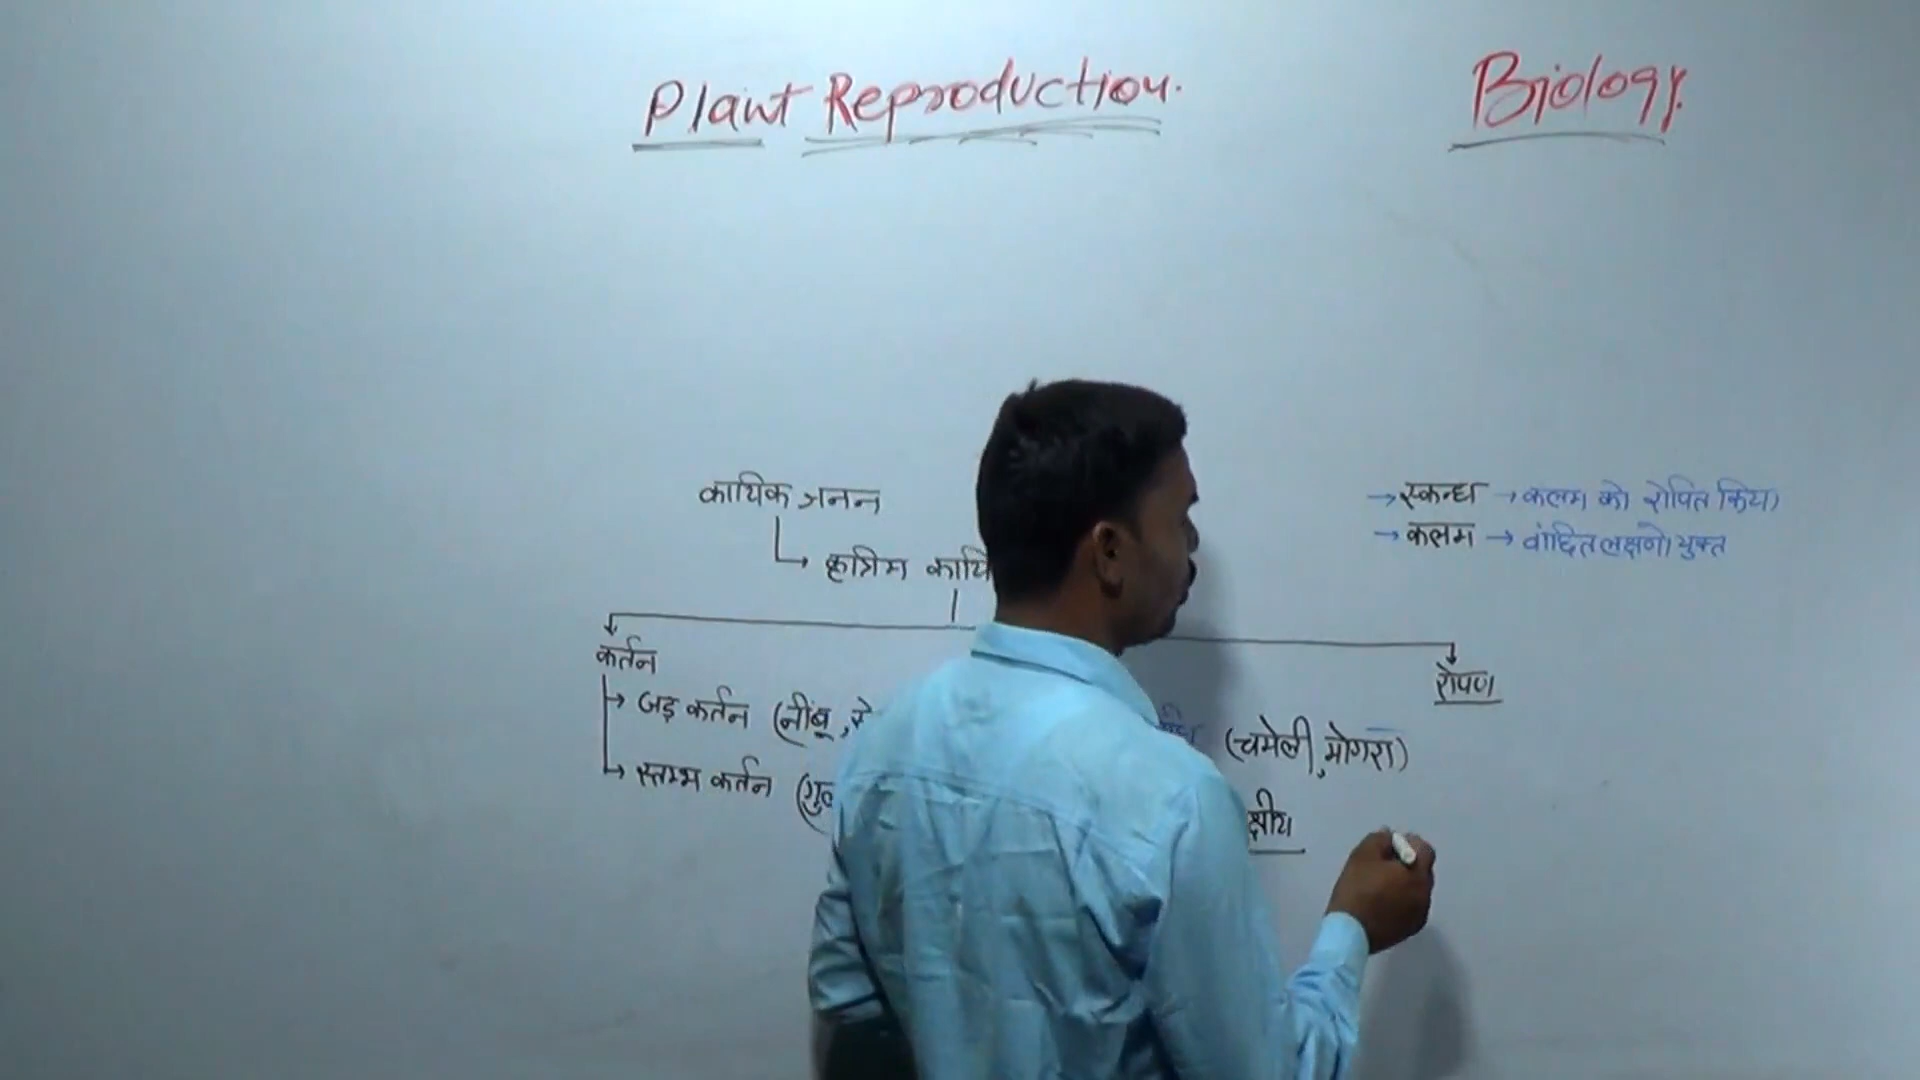 Plant Reproduction.
Biology.
कायिक जनन
कृत्रिम
→ स्कन्ध → कलम को रोपित किया
→ कलम → वांछित लक्षणो युक्त
कर्तन
रोपण
→ जड़ कर्तन (नींबू,
(चमेली, मोगरा)
→ स्तम्भ कर्तन